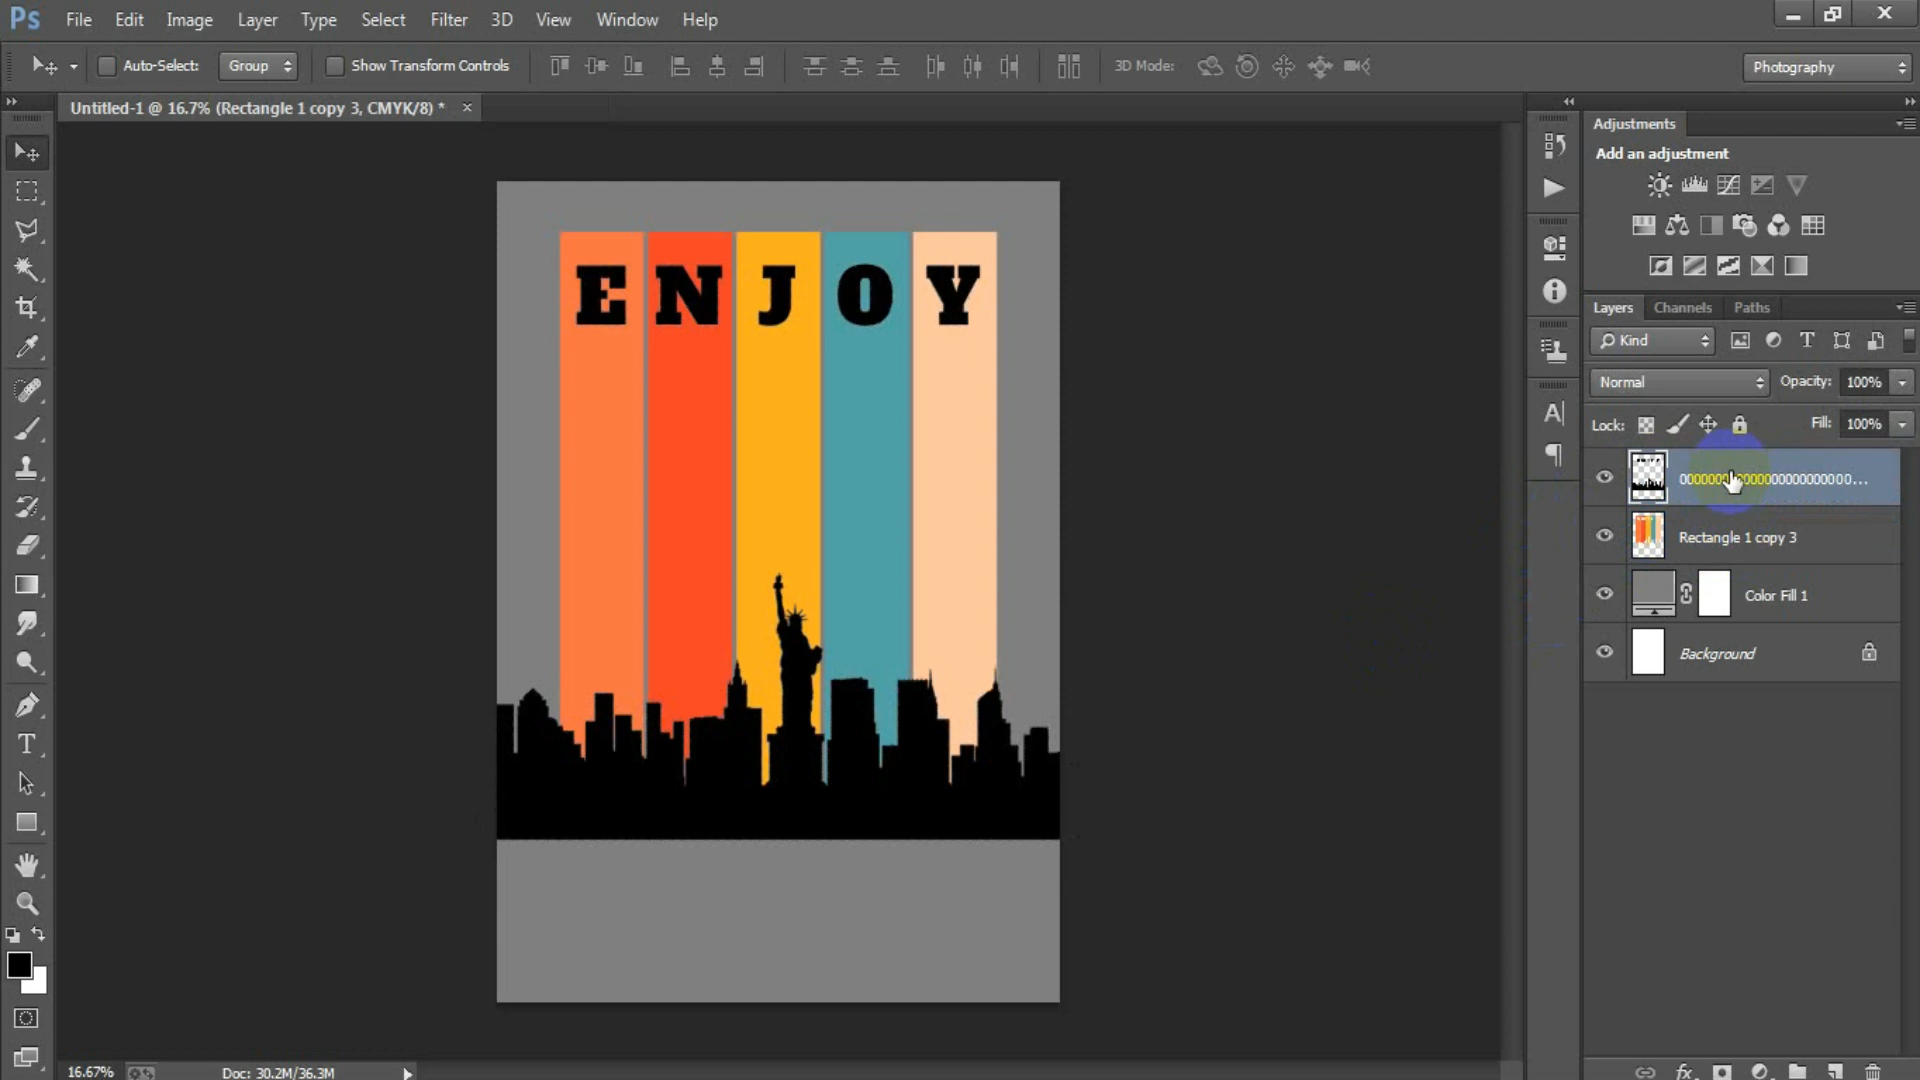 Ps File Edit Image Layer Type Select Filter 3D View Window Help
Auto-Select: Group Show Transform Controls 3D Mode: Photography
Untitled-1 @ 16.7% (Rectangle 1 copy 3, CMYK/8) * ×
Adjustments
Add an adjustment
Layers Channels Paths
Kind
Normal Opacity: 100%
Lock: Fill: 100%
Rectangle 1 copy 3
Color Fill 1
Background
ENJOY
16.67% Doc: 30.2M/36.3M